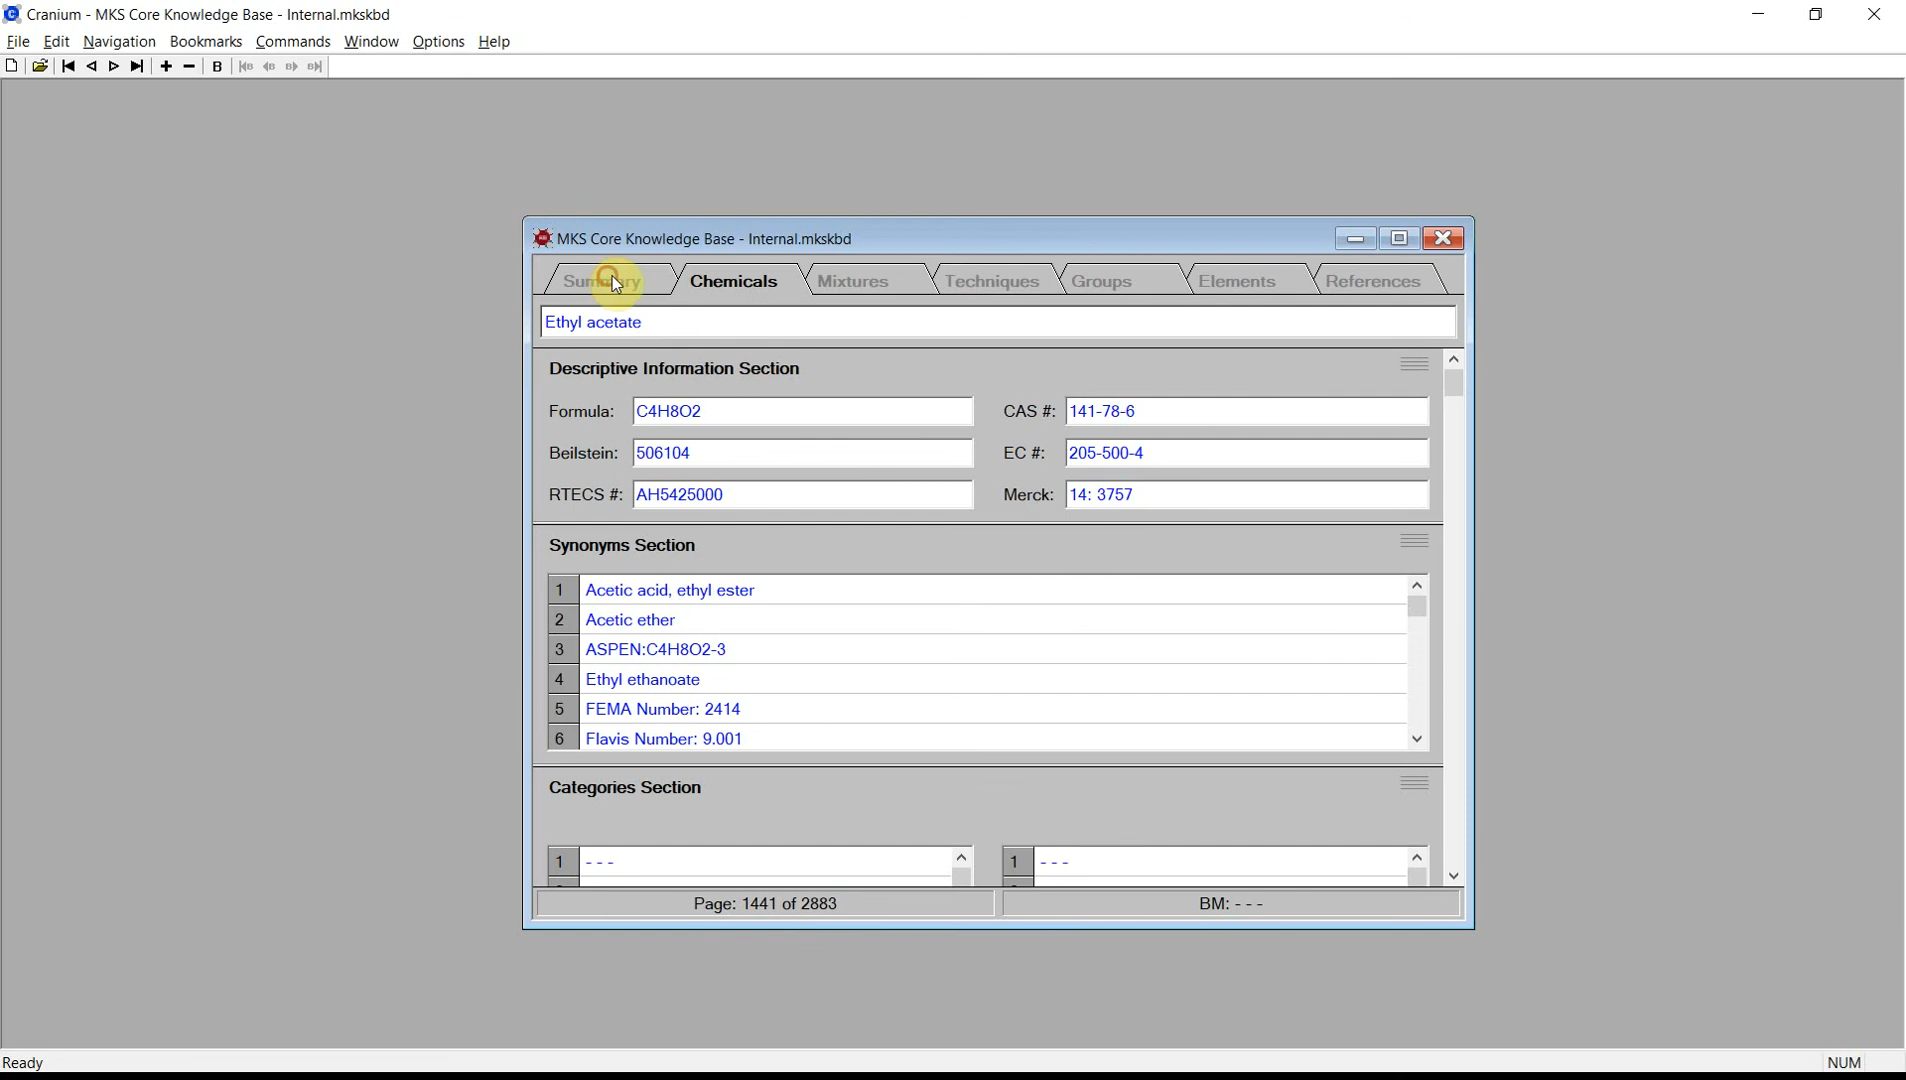 Cranium - MKS Core Knowledge Base - Internal.mkskbd
File Edit Navigation Bookmarks Commands Window Options Help
B B B B B
MKS Core Knowledge Base - Internal.mkskbd
Summary Chemicals Mixtures Techniques Groups Elements References
Ethyl acetate
Descriptive Information Section
Formula: C4H8O2 CAS #: 141-78-6
Beilstein: 506104 EC #: 205-500-4
RTECS #: AH5425000 Merck: 14: 3757
Synonyms Section
1 Acetic acid, ethyl ester
2 Acetic ether
3 ASPEN:C4H8O2-3
4 Ethyl ethanoate
5 FEMA Number: 2414
6 Flavis Number: 9.001
Categories Section
1 - - - 1 - - -
Page: 1441 of 2883 BM: - - -
Ready NUM